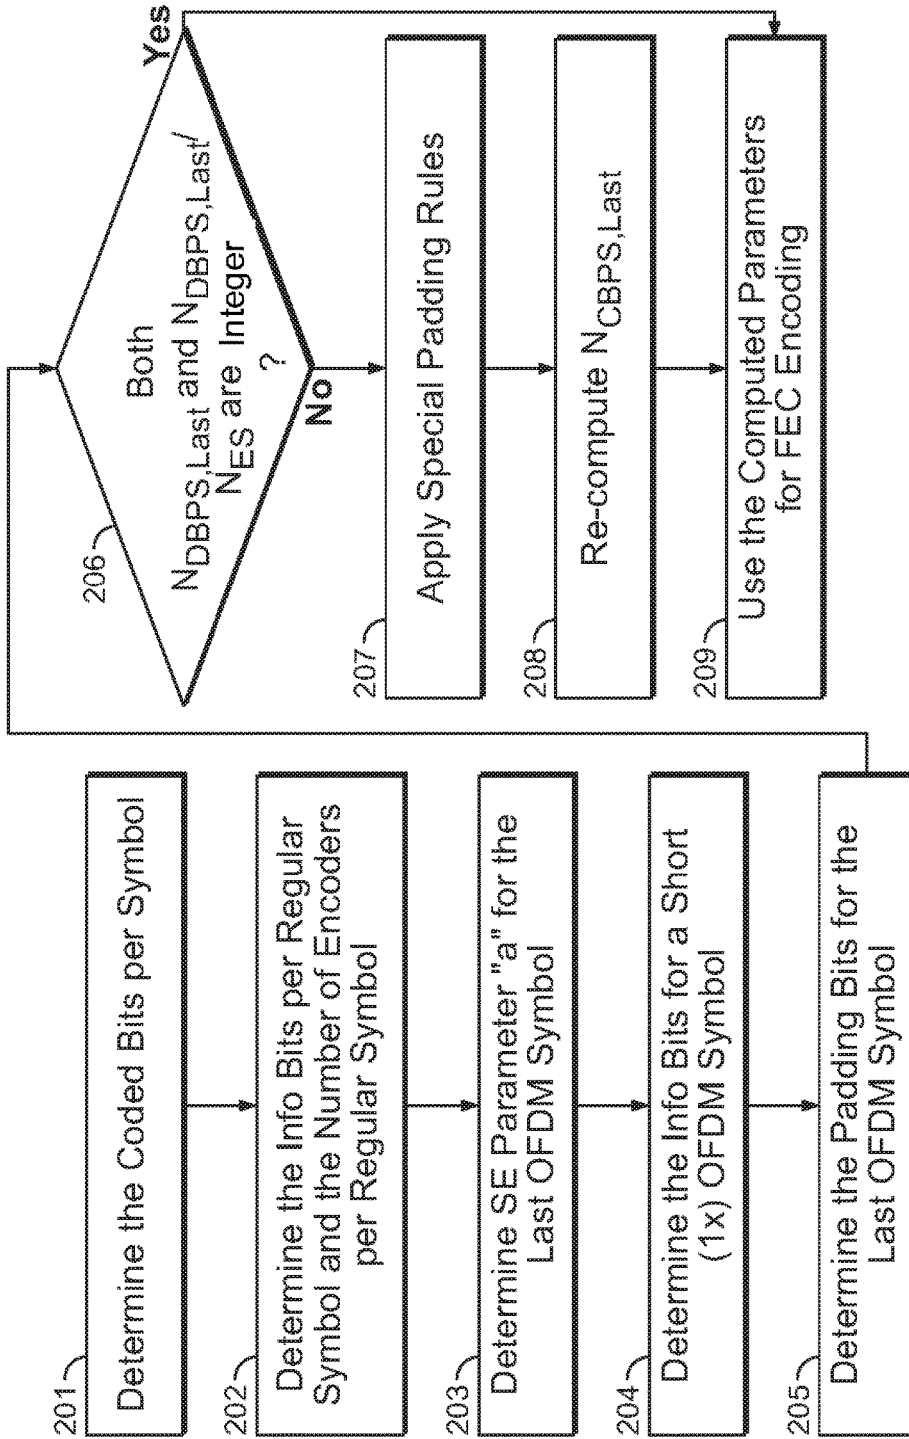 201
Determine the Coded Bits per Symbol
202
Determine the Info Bits per Regular
Symbol and the Number of Encoders
per Regular Symbol
203
Determine SE Parameter "a" for the
Last OFDM Symbol
204
Determine the Info Bits for a Short
(1x) OFDM Symbol
205
Determine the Padding Bits for the
Last OFDM Symbol
206
Both
NDBPS,Last and NDBPS,Last/
NES are Integer
?
Yes
No
207
Apply Special Padding Rules
208
Re-compute NCBPS,Last
209
Use the Computed Parameters
for FEC Encoding